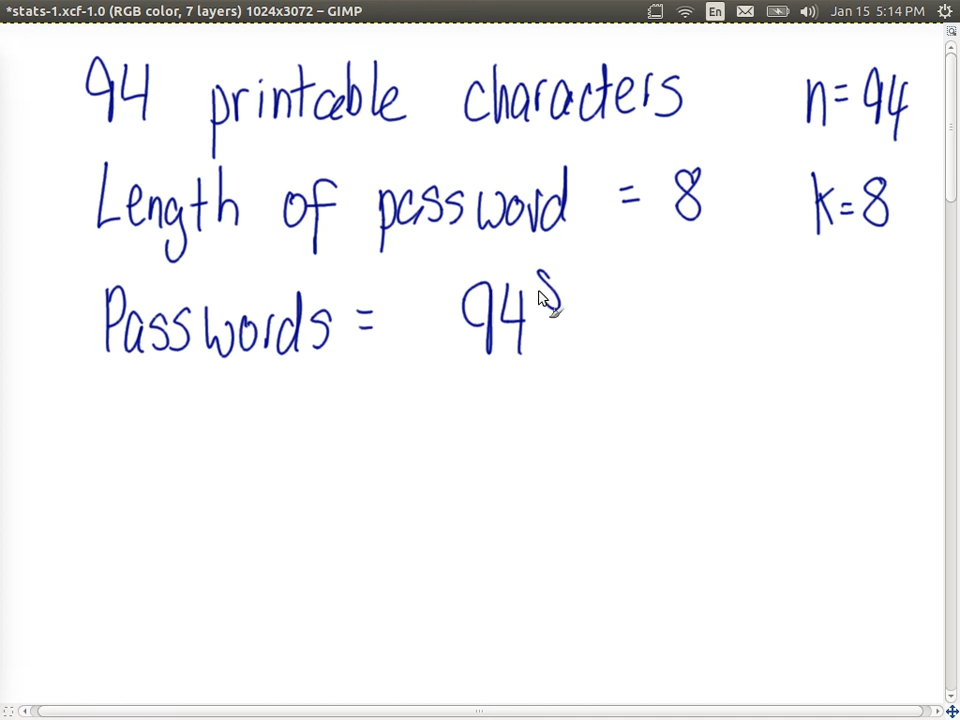 *stats-1.xcf-1.0 (RGB color, 7 layers) 1024x3072 – GIMP En Jan 15 5:14 PM
94 printable characters n=94
Length of password = 8 k=8
Passwords = 94^8